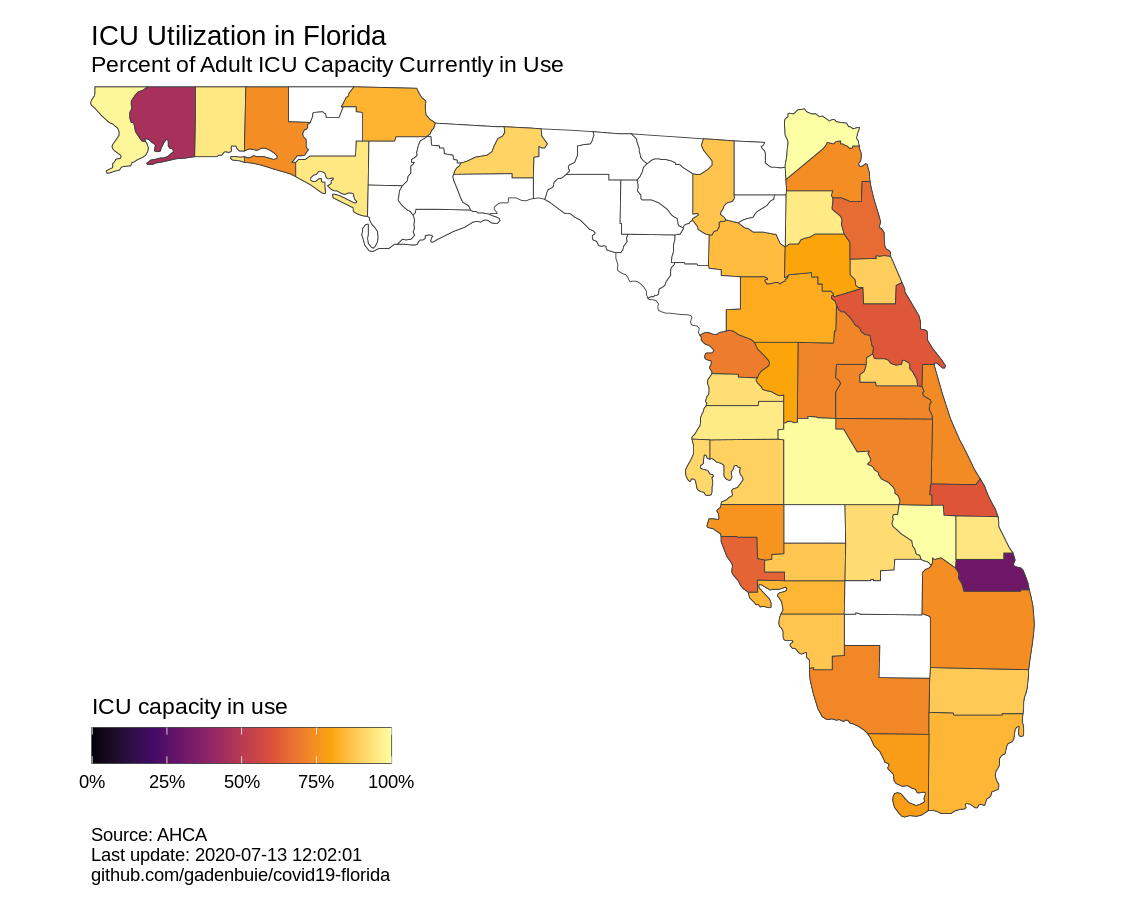 ICU Utilization in Florida
Percent of Adult ICU Capacity Currently in Use
ICU capacity in use
0% 25% 50% 75% 100%
Source: AHCA
Last update: 2020-07-13 12:02:01
github.com/gadenbuie/covid19-florida